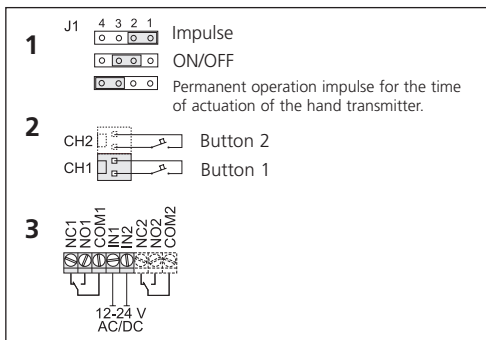 1
J1 4 3 2 1
Impulse
ON/OFF
Permanent operation impulse for the time
of actuation of the hand transmitter.
2
CH2 Button 2
CH1 Button 1
3
NC1 NO1 COM1 IN1 IN2 NC2 NO2 COM2
12-24 V
AC/DC